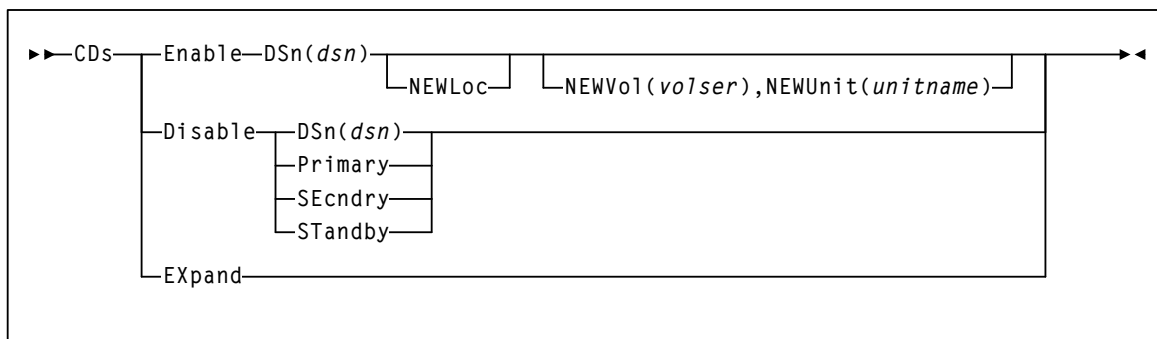 CDs Enable DSn(dsn)
NEWLoc NEWVol(volser),NEWUnit(unitname)
Disable DSn(dsn)
Primary
SEcndry
STandby
EXpand